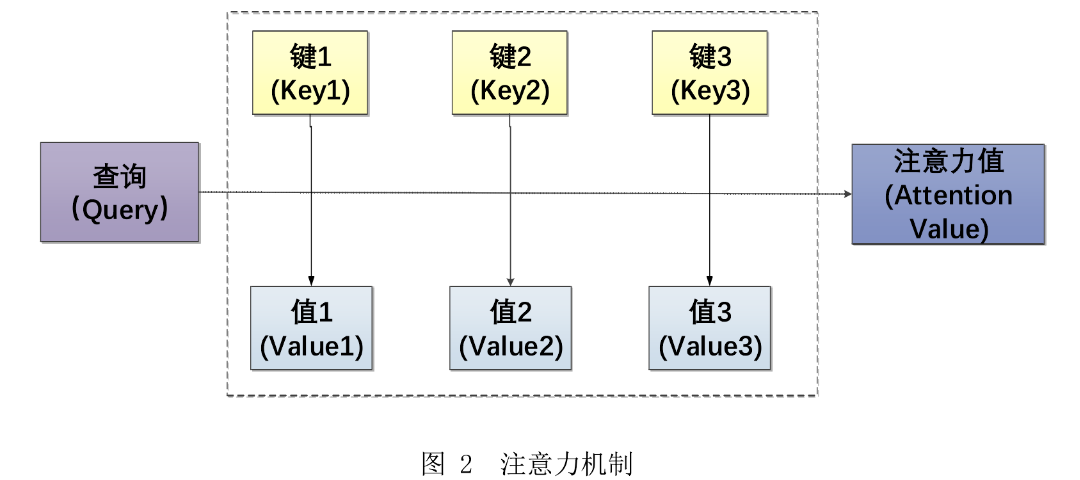 键1
(Key1)
键2
(Key2)
键3
(Key3)
查询
（Query）
注意力值
(Attention
Value)
值1
(Value1)
值2
(Value2)
值3
(Value3)
图 2 注意力机制